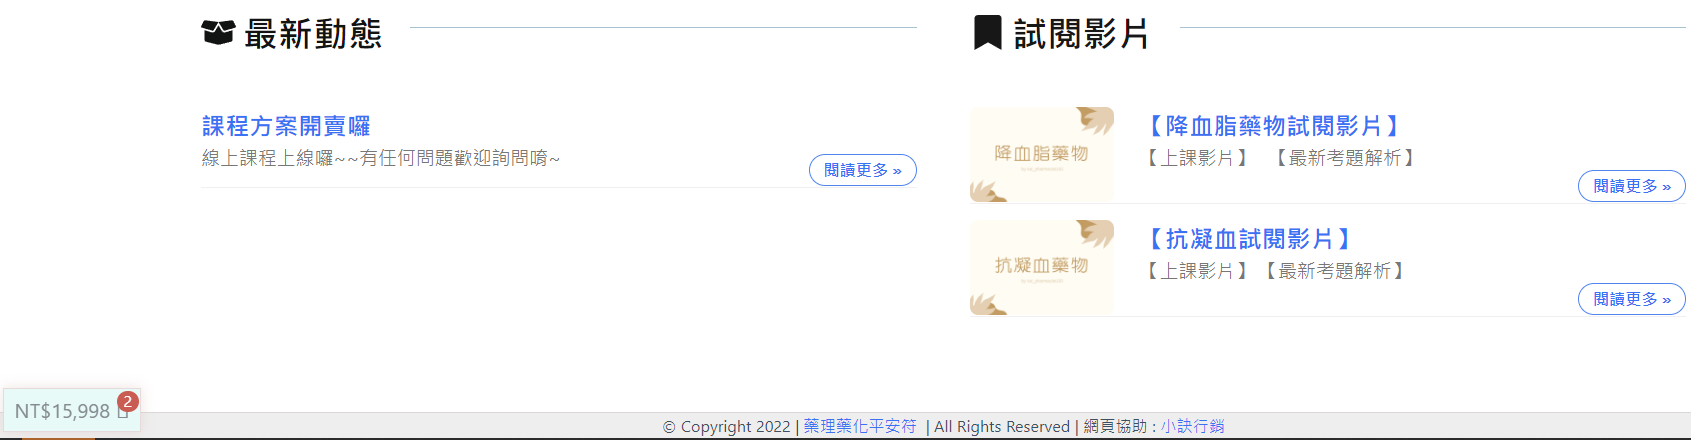 最新動態
課程方案開賣囉
線上課程上線囉~~有任何問題歡迎詢問唷~
閱讀更多 »
試閱影片
降血脂藥物
【降血脂藥物試閱影片】
【上課影片】 【最新考題解析】
閱讀更多 »
抗凝血藥物
【抗凝血試閱影片】
【上課影片】【最新考題解析】
閱讀更多 »
NT$15,998
2
© Copyright 2022 | 藥理藥化平安符 | All Rights Reserved | 網頁協助 : 小訣行銷